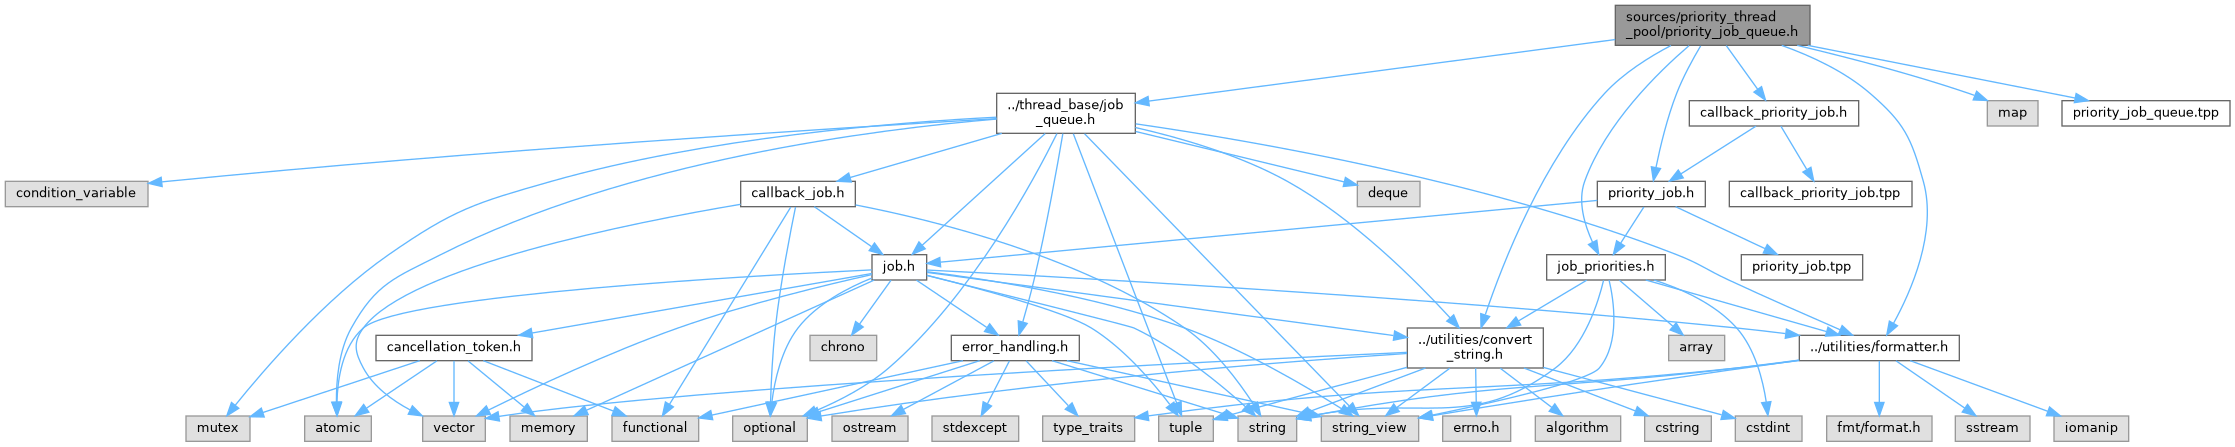 sources/priority_thread
_pool/priority_job_queue.h
../thread_base/job
_queue.h
callback_priority_job.h
map
priority_job_queue.tpp
condition_variable
callback_job.h
deque
priority_job.h
callback_priority_job.tpp
job.h
job_priorities.h
priority_job.tpp
cancellation_token.h
chrono
error_handling.h
../utilities/convert
_string.h
array
../utilities/formatter.h
mutex
atomic
vector
memory
functional
optional
ostream
stdexcept
type_traits
tuple
string
string_view
errno.h
algorithm
cstring
cstdint
fmt/format.h
sstream
iomanip